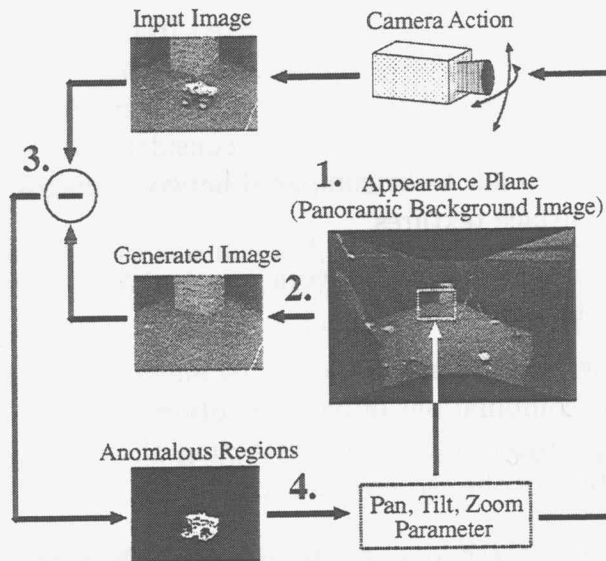 Input Image
Camera Action
3.
1.
Appearance Plane
(Panoramic Background Image)
Generated Image
2.
Anomalous Regions
4.
Pan, Tilt, Zoom
Parameter